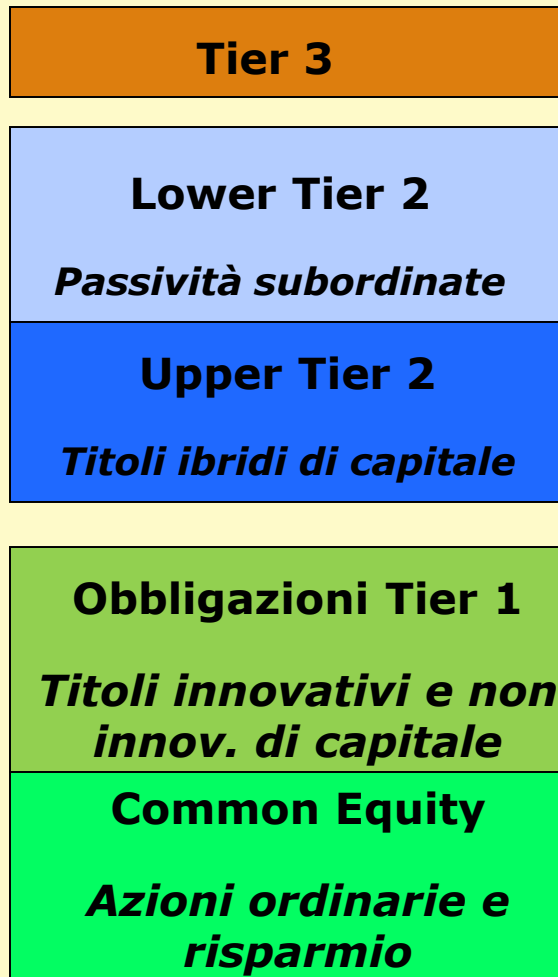 Tier 3
Lower Tier 2
Passività subordinate
Upper Tier 2
Titoli ibridi di capitale
Obbligazioni Tier 1
Titoli innovativi e non
innov. di capitale
Common Equity
Azioni ordinarie e
risparmio